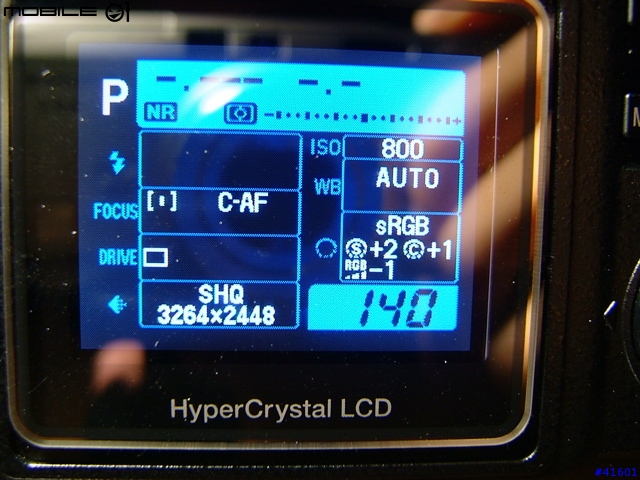 MOBILE 01
P
-.-- -.-
NR
- +
ISO 800
WB AUTO
FOCUS [ı] C-AF
sRGB
S+2 C+1
RGB -1
DRIVE
SHQ
3264×2448
140
HyperCrystal LCD
#41601